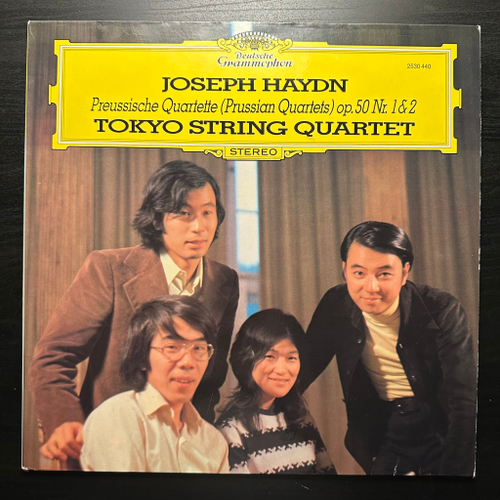 Deutsche
Grammophon
2530 440
JOSEPH HAYDN
Preussische Quartette (Prussian Quartets) op. 50 Nr. 1 & 2
TOKYO STRING QUARTET
STEREO